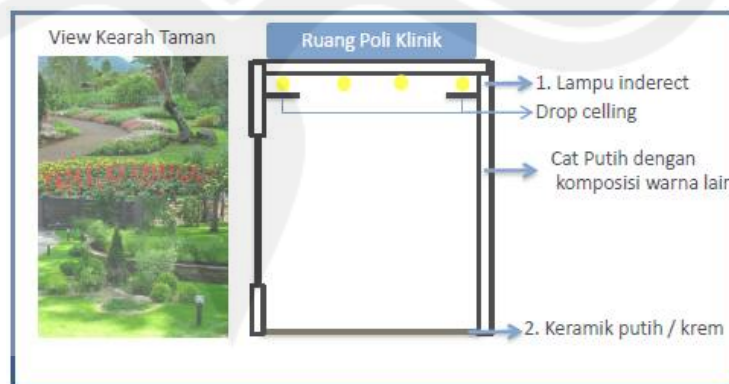 View Kearah Taman
Ruang Poli Klinik
1. Lampu inderect
Drop celling
Cat Putih dengan
komposisi warna lain
2. Keramik putih / krem